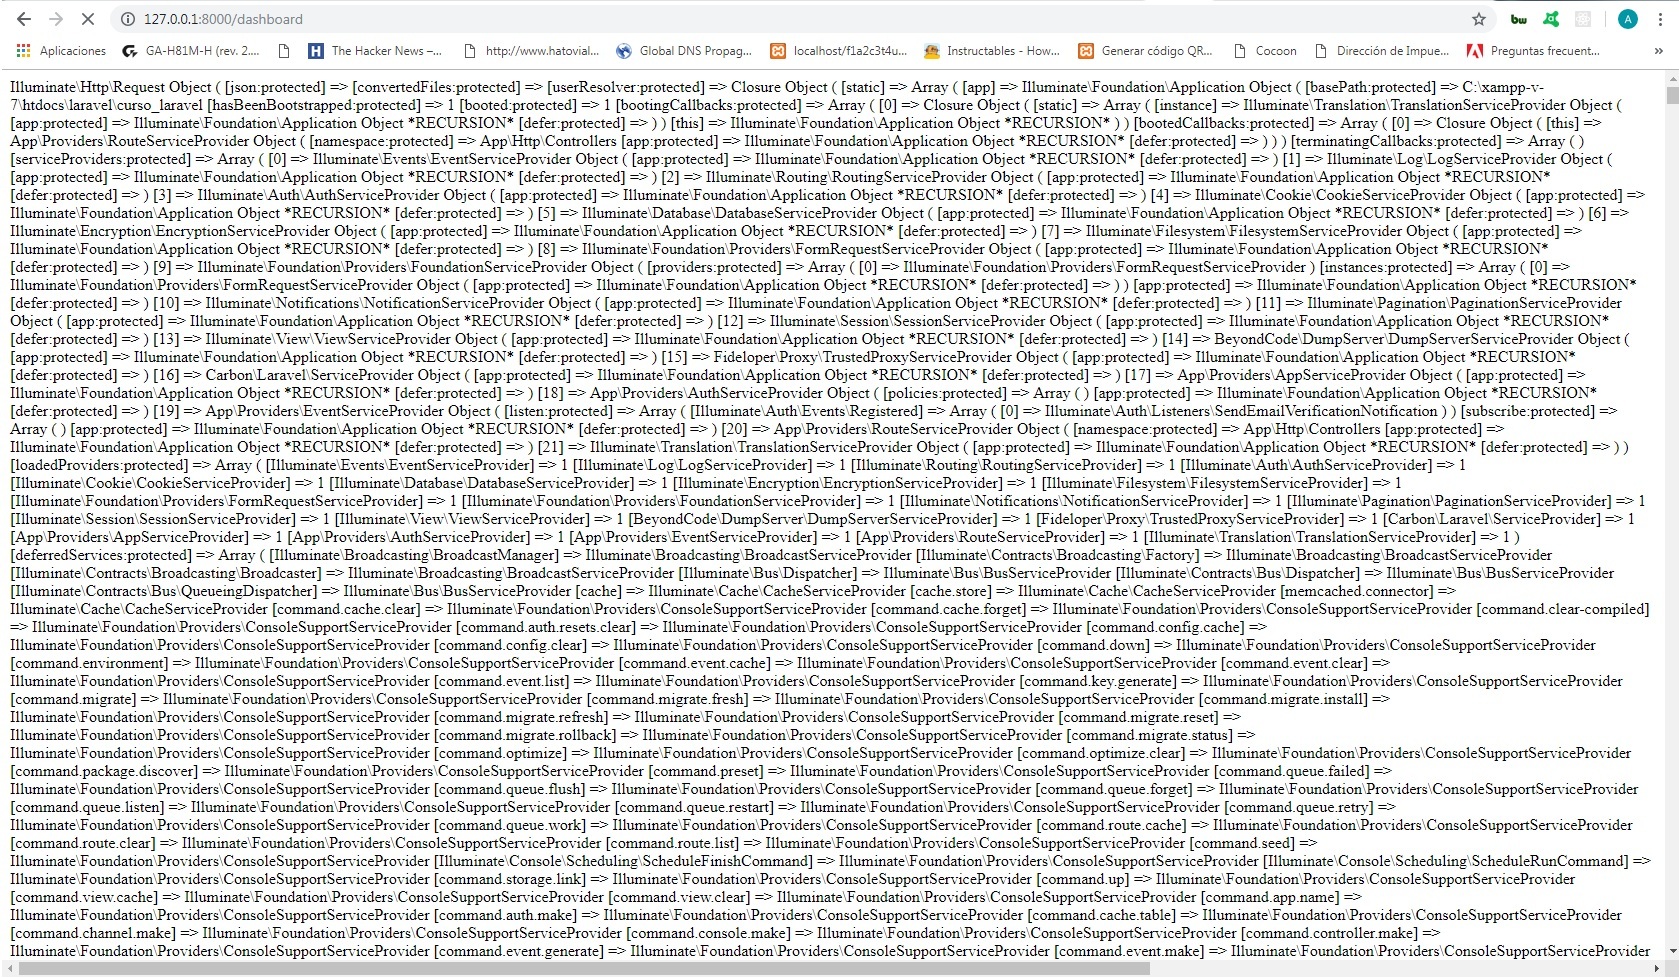 127.0.0.1:8000/dashboard
bw
A
Aplicaciones
GA-H81M-H (rev. 2....
The Hacker News –...
http://www.hatovial...
Global DNS Propag...
localhost/f1a2c3t4u...
Instructables - How...
Generar código QR...
Cocoon
Dirección de Impue...
Preguntas frecuent...
»
Illuminate\Http\Request Object ( [json:protected] => [convertedFiles:protected] => [userResolver:protected] => Closure Object ( [static] => Array ( [app] => Illuminate\Foundation\Application Object ( [basePath:protected] => C:\xampp-v-
7\htdocs\laravel\curso_laravel [hasBeenBootstrapped:protected] => 1 [booted:protected] => 1 [bootingCallbacks:protected] => Array ( [0] => Closure Object ( [static] => Array ( [instance] => Illuminate\Translation\TranslationServiceProvider Object (
[app:protected] => Illuminate\Foundation\Application Object *RECURSION* [defer:protected] => ) ) [this] => Illuminate\Foundation\Application Object *RECURSION* ) ) [bootedCallbacks:protected] => Array ( [0] => Closure Object ( [this] =>
App\Providers\RouteServiceProvider Object ( [namespace:protected] => App\Http\Controllers [app:protected] => Illuminate\Foundation\Application Object *RECURSION* [defer:protected] => ) ) ) [terminatingCallbacks:protected] => Array ( )
[serviceProviders:protected] => Array ( [0] => Illuminate\Events\EventServiceProvider Object ( [app:protected] => Illuminate\Foundation\Application Object *RECURSION* [defer:protected] => ) [1] => Illuminate\Log\LogServiceProvider Object (
[app:protected] => Illuminate\Foundation\Application Object *RECURSION* [defer:protected] => ) [2] => Illuminate\Routing\RoutingServiceProvider Object ( [app:protected] => Illuminate\Foundation\Application Object *RECURSION*
[defer:protected] => ) [3] => Illuminate\Auth\AuthServiceProvider Object ( [app:protected] => Illuminate\Foundation\Application Object *RECURSION* [defer:protected] => ) [4] => Illuminate\Cookie\CookieServiceProvider Object ( [app:protected] =>
Illuminate\Foundation\Application Object *RECURSION* [defer:protected] => ) [5] => Illuminate\Database\DatabaseServiceProvider Object ( [app:protected] => Illuminate\Foundation\Application Object *RECURSION* [defer:protected] => ) [6] =>
Illuminate\Encryption\EncryptionServiceProvider Object ( [app:protected] => Illuminate\Foundation\Application Object *RECURSION* [defer:protected] => ) [7] => Illuminate\Filesystem\FilesystemServiceProvider Object ( [app:protected] =>
Illuminate\Foundation\Application Object *RECURSION* [defer:protected] => ) [8] => Illuminate\Foundation\Providers\FormRequestServiceProvider Object ( [app:protected] => Illuminate\Foundation\Application Object *RECURSION*
[defer:protected] => ) [9] => Illuminate\Foundation\Providers\FoundationServiceProvider Object ( [providers:protected] => Array ( [0] => Illuminate\Foundation\Providers\FormRequestServiceProvider ) [instances:protected] => Array ( [0] =>
Illuminate\Foundation\Providers\FormRequestServiceProvider Object ( [app:protected] => Illuminate\Foundation\Application Object *RECURSION* [defer:protected] => ) ) [app:protected] => Illuminate\Foundation\Application Object *RECURSION*
[defer:protected] => ) [10] => Illuminate\Notifications\NotificationServiceProvider Object ( [app:protected] => Illuminate\Foundation\Application Object *RECURSION* [defer:protected] => ) [11] => Illuminate\Pagination\PaginationServiceProvider
Object ( [app:protected] => Illuminate\Foundation\Application Object *RECURSION* [defer:protected] => ) [12] => Illuminate\Session\SessionServiceProvider Object ( [app:protected] => Illuminate\Foundation\Application Object *RECURSION*
[defer:protected] => ) [13] => Illuminate\View\ViewServiceProvider Object ( [app:protected] => Illuminate\Foundation\Application Object *RECURSION* [defer:protected] => ) [14] => BeyondCode\DumpServer\DumpServerServiceProvider Object (
[app:protected] => Illuminate\Foundation\Application Object *RECURSION* [defer:protected] => ) [15] => Fideloper\Proxy\TrustedProxyServiceProvider Object ( [app:protected] => Illuminate\Foundation\Application Object *RECURSION*
[defer:protected] => ) [16] => Carbon\Laravel\ServiceProvider Object ( [app:protected] => Illuminate\Foundation\Application Object *RECURSION* [defer:protected] => ) [17] => App\Providers\AppServiceProvider Object ( [app:protected] =>
Illuminate\Foundation\Application Object *RECURSION* [defer:protected] => ) [18] => App\Providers\AuthServiceProvider Object ( [policies:protected] => Array ( ) [app:protected] => Illuminate\Foundation\Application Object *RECURSION*
[defer:protected] => ) [19] => App\Providers\EventServiceProvider Object ( [listen:protected] => Array ( [Illuminate\Auth\Events\Registered] => Array ( [0] => Illuminate\Auth\Listeners\SendEmailVerificationNotification ) ) [subscribe:protected] =>
Array ( ) [app:protected] => Illuminate\Foundation\Application Object *RECURSION* [defer:protected] => ) [20] => App\Providers\RouteServiceProvider Object ( [namespace:protected] => App\Http\Controllers [app:protected] =>
Illuminate\Foundation\Application Object *RECURSION* [defer:protected] => ) [21] => Illuminate\Translation\TranslationServiceProvider Object ( [app:protected] => Illuminate\Foundation\Application Object *RECURSION* [defer:protected] => ) )
[loadedProviders:protected] => Array ( [Illuminate\Events\EventServiceProvider] => 1 [Illuminate\Log\LogServiceProvider] => 1 [Illuminate\Routing\RoutingServiceProvider] => 1 [Illuminate\Auth\AuthServiceProvider] => 1
[Illuminate\Cookie\CookieServiceProvider] => 1 [Illuminate\Database\DatabaseServiceProvider] => 1 [Illuminate\Encryption\EncryptionServiceProvider] => 1 [Illuminate\Filesystem\FilesystemServiceProvider] => 1
[Illuminate\Foundation\Providers\FormRequestServiceProvider] => 1 [Illuminate\Foundation\Providers\FoundationServiceProvider] => 1 [Illuminate\Notifications\NotificationServiceProvider] => 1 [Illuminate\Pagination\PaginationServiceProvider] => 1
[Illuminate\Session\SessionServiceProvider] => 1 [Illuminate\View\ViewServiceProvider] => 1 [BeyondCode\DumpServer\DumpServerServiceProvider] => 1 [Fideloper\Proxy\TrustedProxyServiceProvider] => 1 [Carbon\Laravel\ServiceProvider] => 1
[App\Providers\AppServiceProvider] => 1 [App\Providers\AuthServiceProvider] => 1 [App\Providers\EventServiceProvider] => 1 [App\Providers\RouteServiceProvider] => 1 [Illuminate\Translation\TranslationServiceProvider] => 1 )
[deferredServices:protected] => Array ( [Illuminate\Broadcasting\BroadcastManager] => Illuminate\Broadcasting\BroadcastServiceProvider [Illuminate\Contracts\Broadcasting\Factory] => Illuminate\Broadcasting\BroadcastServiceProvider
[Illuminate\Contracts\Broadcasting\Broadcaster] => Illuminate\Broadcasting\BroadcastServiceProvider [Illuminate\Bus\Dispatcher] => Illuminate\Bus\BusServiceProvider [Illuminate\Contracts\Bus\Dispatcher] => Illuminate\Bus\BusServiceProvider
[Illuminate\Contracts\Bus\QueueingDispatcher] => Illuminate\Bus\BusServiceProvider [cache] => Illuminate\Cache\CacheServiceProvider [cache.store] => Illuminate\Cache\CacheServiceProvider [memcached.connector] =>
Illuminate\Cache\CacheServiceProvider [command.cache.clear] => Illuminate\Foundation\Providers\ConsoleSupportServiceProvider [command.cache.forget] => Illuminate\Foundation\Providers\ConsoleSupportServiceProvider [command.clear-compiled]
=> Illuminate\Foundation\Providers\ConsoleSupportServiceProvider [command.auth.resets.clear] => Illuminate\Foundation\Providers\ConsoleSupportServiceProvider [command.config.cache] =>
Illuminate\Foundation\Providers\ConsoleSupportServiceProvider [command.config.clear] => Illuminate\Foundation\Providers\ConsoleSupportServiceProvider [command.down] => Illuminate\Foundation\Providers\ConsoleSupportServiceProvider
[command.environment] => Illuminate\Foundation\Providers\ConsoleSupportServiceProvider [command.event.cache] => Illuminate\Foundation\Providers\ConsoleSupportServiceProvider [command.event.clear] =>
Illuminate\Foundation\Providers\ConsoleSupportServiceProvider [command.event.list] => Illuminate\Foundation\Providers\ConsoleSupportServiceProvider [command.key.generate] => Illuminate\Foundation\Providers\ConsoleSupportServiceProvider
[command.migrate] => Illuminate\Foundation\Providers\ConsoleSupportServiceProvider [command.migrate.fresh] => Illuminate\Foundation\Providers\ConsoleSupportServiceProvider [command.migrate.install] =>
Illuminate\Foundation\Providers\ConsoleSupportServiceProvider [command.migrate.refresh] => Illuminate\Foundation\Providers\ConsoleSupportServiceProvider [command.migrate.reset] =>
Illuminate\Foundation\Providers\ConsoleSupportServiceProvider [command.migrate.rollback] => Illuminate\Foundation\Providers\ConsoleSupportServiceProvider [command.migrate.status] =>
Illuminate\Foundation\Providers\ConsoleSupportServiceProvider [command.optimize] => Illuminate\Foundation\Providers\ConsoleSupportServiceProvider [command.optimize.clear] => Illuminate\Foundation\Providers\ConsoleSupportServiceProvider
[command.package.discover] => Illuminate\Foundation\Providers\ConsoleSupportServiceProvider [command.preset] => Illuminate\Foundation\Providers\ConsoleSupportServiceProvider [command.queue.failed] =>
Illuminate\Foundation\Providers\ConsoleSupportServiceProvider [command.queue.flush] => Illuminate\Foundation\Providers\ConsoleSupportServiceProvider [command.queue.forget] => Illuminate\Foundation\Providers\ConsoleSupportServiceProvider
[command.queue.listen] => Illuminate\Foundation\Providers\ConsoleSupportServiceProvider [command.queue.restart] => Illuminate\Foundation\Providers\ConsoleSupportServiceProvider [command.queue.retry] =>
Illuminate\Foundation\Providers\ConsoleSupportServiceProvider [command.queue.work] => Illuminate\Foundation\Providers\ConsoleSupportServiceProvider [command.route.cache] => Illuminate\Foundation\Providers\ConsoleSupportServiceProvider
[command.route.clear] => Illuminate\Foundation\Providers\ConsoleSupportServiceProvider [command.route.list] => Illuminate\Foundation\Providers\ConsoleSupportServiceProvider [command.seed] =>
Illuminate\Foundation\Providers\ConsoleSupportServiceProvider [Illuminate\Console\Scheduling\ScheduleFinishCommand] => Illuminate\Foundation\Providers\ConsoleSupportServiceProvider [Illuminate\Console\Scheduling\ScheduleRunCommand] =>
Illuminate\Foundation\Providers\ConsoleSupportServiceProvider [command.storage.link] => Illuminate\Foundation\Providers\ConsoleSupportServiceProvider [command.up] => Illuminate\Foundation\Providers\ConsoleSupportServiceProvider
[command.view.cache] => Illuminate\Foundation\Providers\ConsoleSupportServiceProvider [command.view.clear] => Illuminate\Foundation\Providers\ConsoleSupportServiceProvider [command.app.name] =>
Illuminate\Foundation\Providers\ConsoleSupportServiceProvider [command.auth.make] => Illuminate\Foundation\Providers\ConsoleSupportServiceProvider [command.cache.table] => Illuminate\Foundation\Providers\ConsoleSupportServiceProvider
[command.channel.make] => Illuminate\Foundation\Providers\ConsoleSupportServiceProvider [command.console.make] => Illuminate\Foundation\Providers\ConsoleSupportServiceProvider [command.controller.make] =>
Illuminate\Foundation\Providers\ConsoleSupportServiceProvider [command.event.generate] => Illuminate\Foundation\Providers\ConsoleSupportServiceProvider [command.event.make] => Illuminate\Foundation\Providers\ConsoleSupportServiceProvider